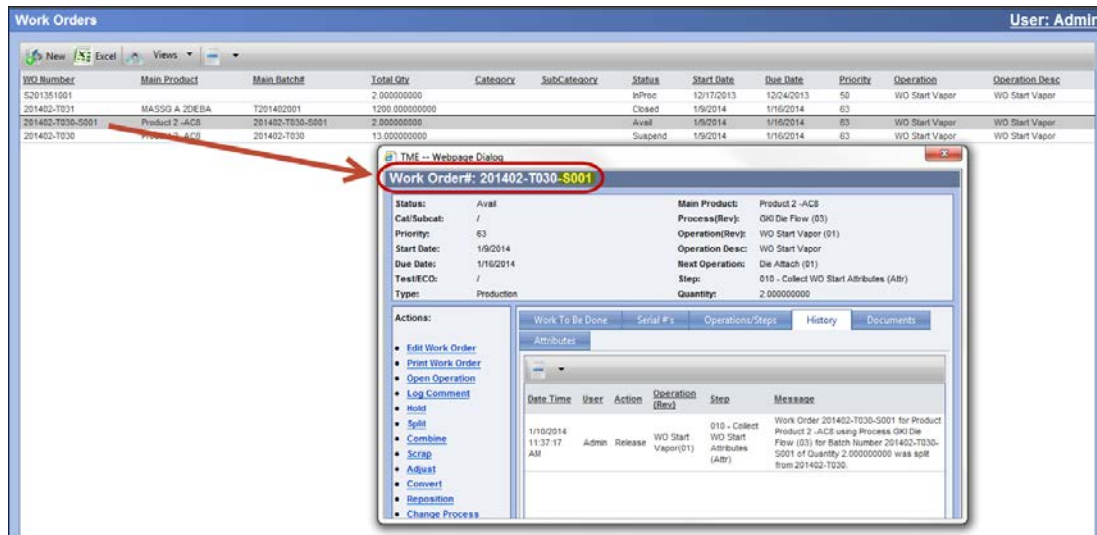 Work Orders User: Admin
New Excel Views
WO Number Main Product Main Batch# Total Qty Category SubCategory Status Start Date Due Date Priority Operation Operation Desc
S201351001 2.000000000 InProc 12/17/2013 12/24/2013 50 WO Start Vapor WO Start Vapor
201402-T031 MASSG A 2DEBA T201402001 1200.000000000 Closed 1/9/2014 1/16/2014 63
201402-T030-S001 Product 2 -AC8 201402-T030-S001 2.000000000 Avail 1/9/2014 1/16/2014 63 WO Start Vapor WO Start Vapor
201402-T030 Product 2 -AC8 201402-T030 13.000000000 Suspend 1/9/2014 1/16/2014 63 WO Start Vapor WO Start Vapor
TME -- Webpage Dialog
Work Order#: 201402-T030-S001
Status: Avail Main Product: Product 2 -AC8
Cat/Subcat: / Process(Rev): GKI Die Flow (03)
Priority: 63 Operation(Rev): WO Start Vapor (01)
Start Date: 1/9/2014 Operation Desc: WO Start Vapor
Due Date: 1/16/2014 Next Operation: Die Attach (01)
Test/ECO: / Step: 010 - Collect WO Start Attributes (Attr)
Type: Production Quantity: 2.000000000
Actions: Work To Be Done Serial #'s Operations/Steps History Documents
Attributes
Edit Work Order
Print Work Order
Open Operation
Log Comment
Hold
Split
Combine
Scrap
Adjust
Convert
Reposition
Change Process
Date Time User Action Operation (Rev) Step Message
1/10/2014 11:37:17 AM Admin Release WO Start Vapor(01) 010 - Collect WO Start Attributes (Attr)
Work Order 201402-T030-S001 for Product
Product 2 -AC8 using Process GKI Die
Flow (03) for Batch Number 201402-T030-
S001 of Quantity 2.000000000 was split
from 201402-T030.